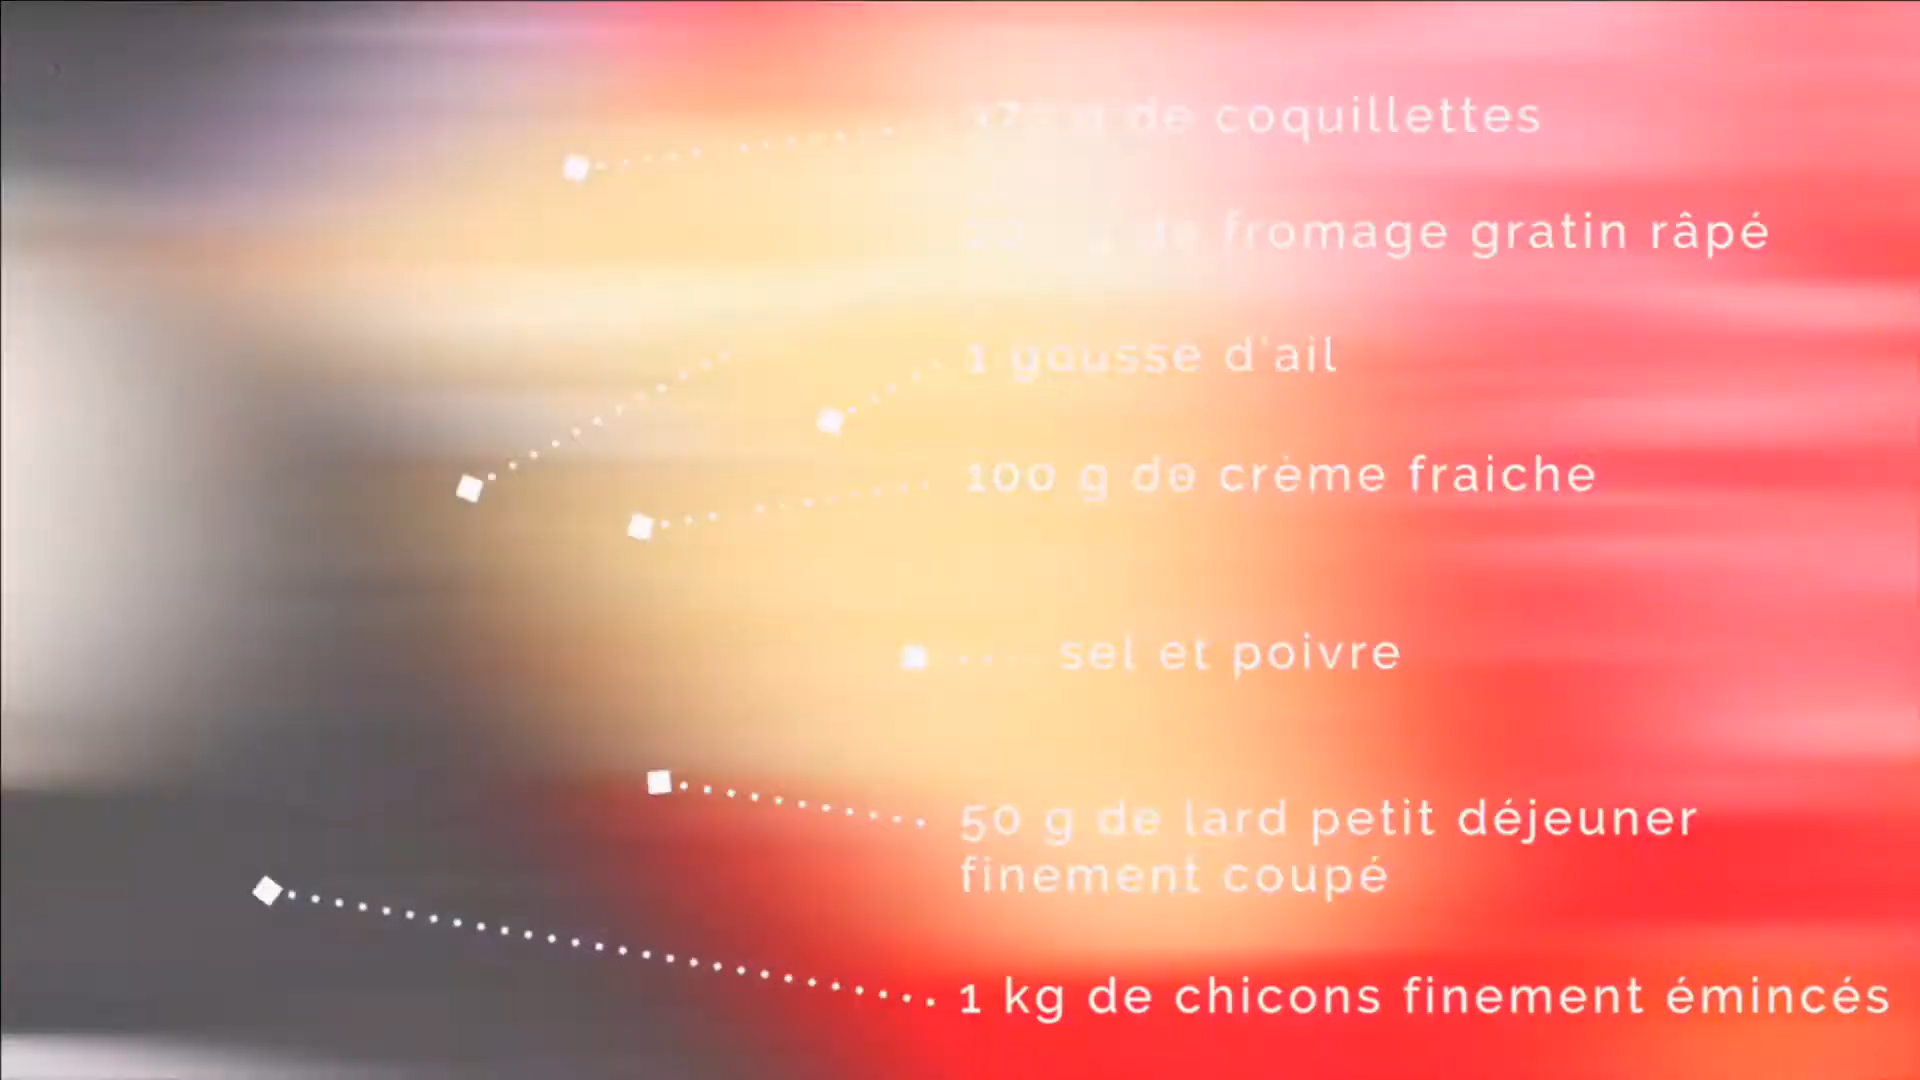 g de coquillettes
de fromage gratin râpé
1 gousse d'ail
100 g de crème fraiche
sel et poivre
50 g de lard petit déjeuner
finement coupé
1 kg de chicons finement émincés